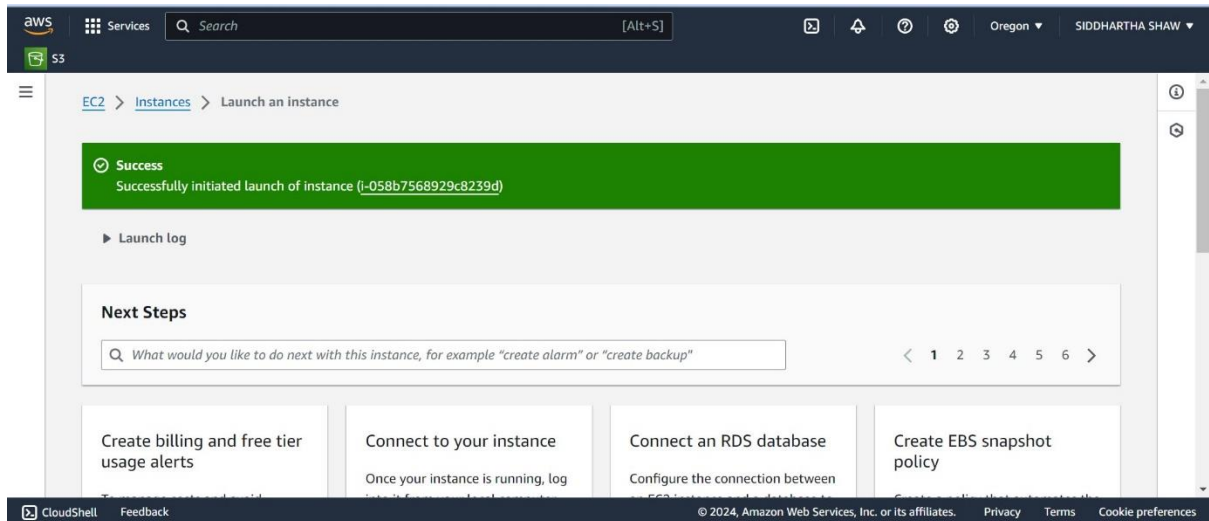 aws Services Search [Alt+S] Oregon SIDDHARTHA SHAW
S3
EC2 > Instances > Launch an instance
Success
Successfully initiated launch of instance (i-058b7568929c8239d)
Launch log
Next Steps
What would you like to do next with this instance, for example “create alarm” or “create backup”
1 2 3 4 5 6
Create billing and free tier
usage alerts
Connect to your instance
Once your instance is running, log
Connect an RDS database
Configure the connection between
Create EBS snapshot
policy
CloudShell Feedback © 2024, Amazon Web Services, Inc. or its affiliates. Privacy Terms Cookie preferences